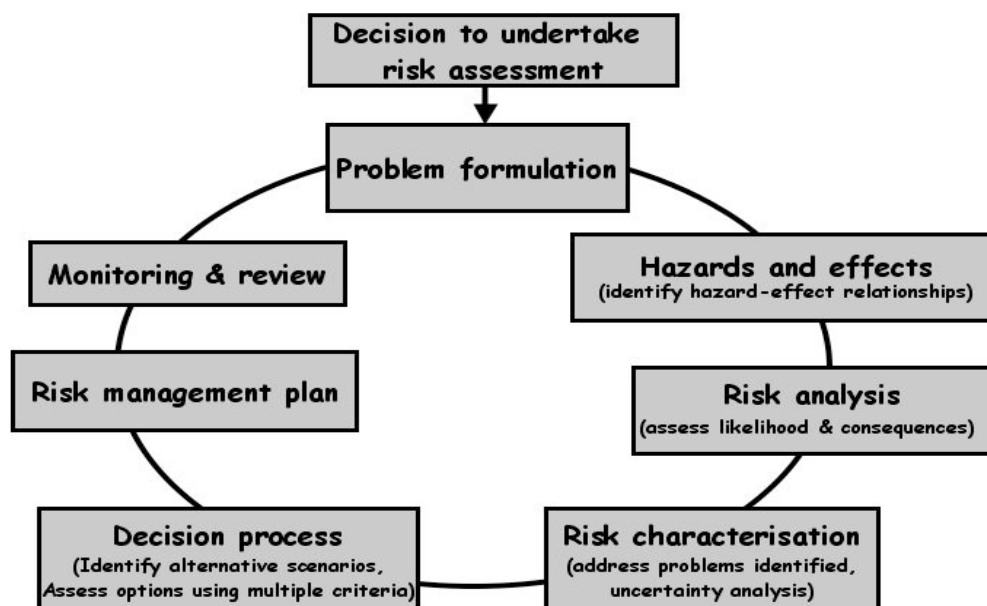 Decision to undertake
risk assessment
Problem formulation
Hazards and effects
(identify hazard-effect relationships)
Risk analysis
(assess likelihood & consequences)
Risk characterisation
(address problems identified,
uncertainty analysis)
Decision process
(Identify alternative scenarios,
Assess options using multiple criteria)
Risk management plan
Monitoring & review